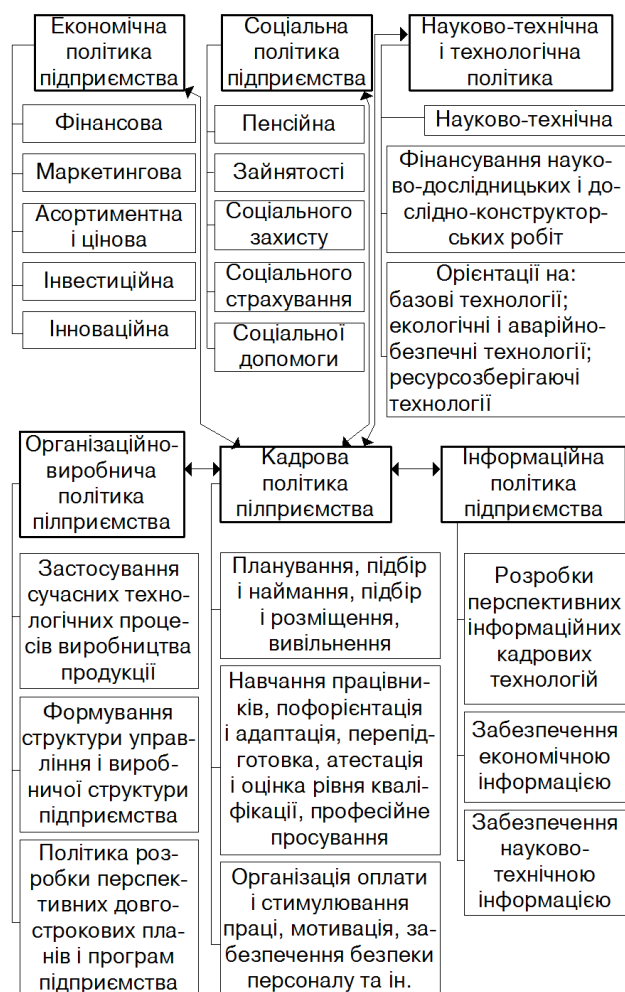 Економічна
політика
підприємства
Фінансова
Маркетингова
Асортиментна
і цінова
Інвестиційна
Інноваційна
Соціальна
політика
підприємства
Пенсійна
Зайнятості
Соціального
захисту
Соціального
страхування
Соціальної
допомоги
Науково-технічна
і технологічна
політика
Науково-технічна
Фінансування науко-
во-дослідницьких і до-
слідно-конструктор-
ських робіт
Орієнтації на:
базові технології;
екологічні і аварійно-
безпечні технології;
ресурсозберігаючі
технології
Організаційно-
виробнича
політика
пілприємства
Застосування
сучасних техно-
логічних проце-
сів виробництва
продукції
Формування
структури управ-
ління і вироб-
ничої структури
підприємства
Політика роз-
робки перспек-
тивних довго-
строкових пла-
нів і програм
підприємства
Кадрова
політика
пілприємства
Планування, підбір
і наймання, підбір
і розміщення,
вивільнення
Навчання працівни-
ків, пофорієнтація
і адаптація, перепід-
готовка, атестація
і оцінка рівня квалі-
фікації, професійне
просування
Організація оплати
і стимулювання
праці, мотивація, за-
безпечення безпеки
персоналу та ін.
Інформаційна
політика
підприємства
Розробки
перспективних
інформаційних
кадрових
технологій
Забезпечення
економічною
інформацією
Забезпечення
науково-
технічною
інформацією